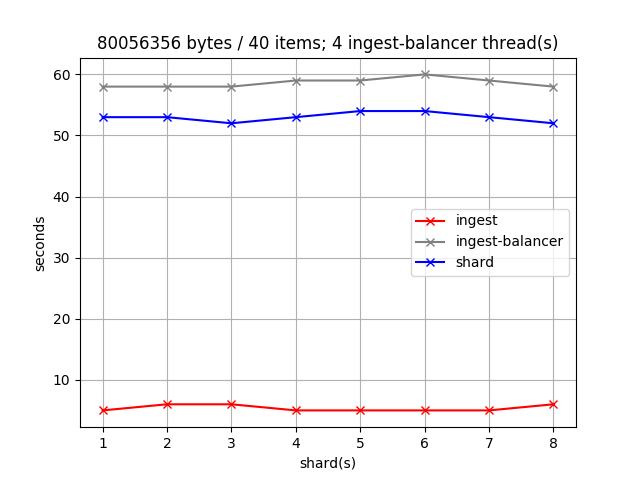 80056356 bytes / 40 items; 4 ingest-balancer thread(s)
60
50
40
30
20
10
seconds
ingest
ingest-balancer
shard
1 2 3 4 5 6 7 8
shard(s)